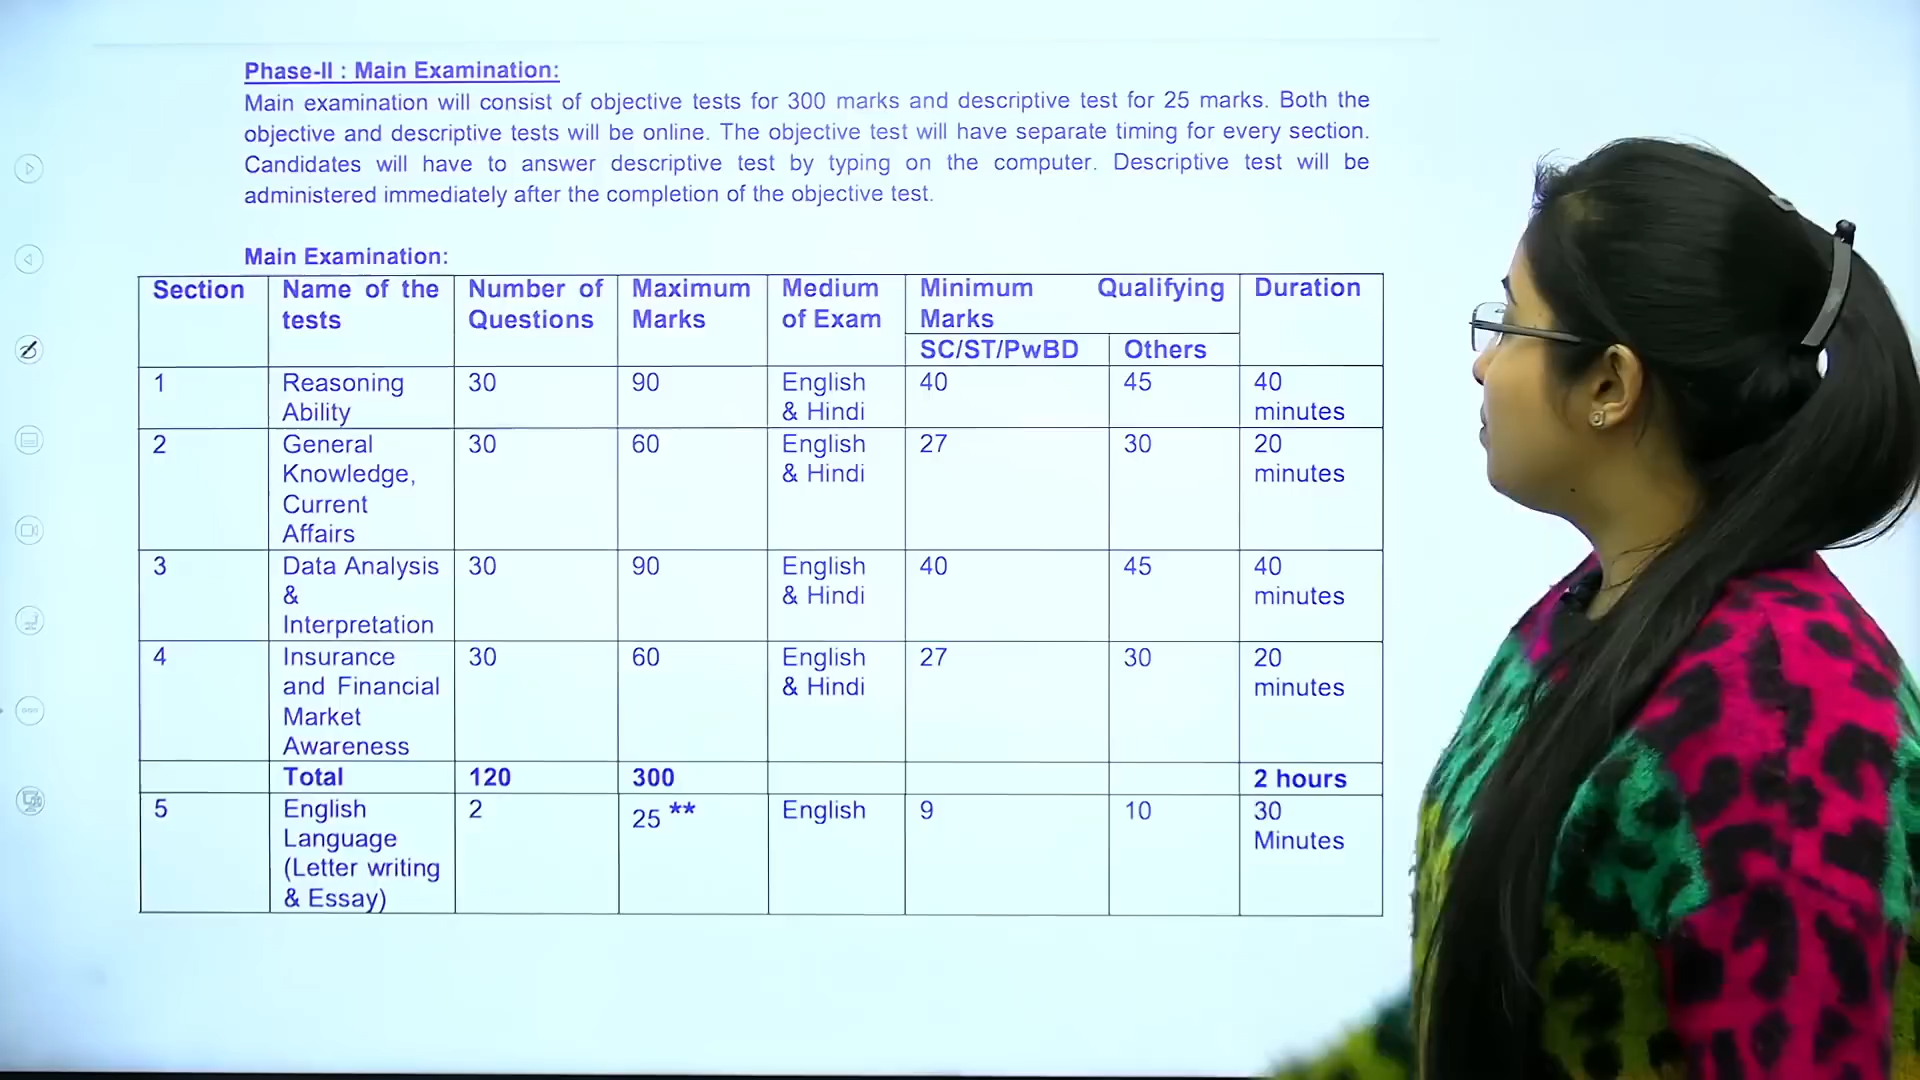 Phase-II : Main Examination:
Main examination will consist of objective tests for 300 marks and descriptive test for 25 marks. Both the
objective and descriptive tests will be online. The objective test will have separate timing for every section.
Candidates will have to answer descriptive test by typing on the computer. Descriptive test will be
administered immediately after the completion of the objective test.
Main Examination:
Section Name of the tests Number of Questions Maximum Marks Medium of Exam Minimum Qualifying Marks Duration
SC/ST/PwBD Others
1 Reasoning Ability 30 90 English & Hindi 40 45 40 minutes
2 General Knowledge, Current Affairs 30 60 English & Hindi 27 30 20 minutes
3 Data Analysis & Interpretation 30 90 English & Hindi 40 45 40 minutes
4 Insurance and Financial Market Awareness 30 60 English & Hindi 27 30 20 minutes
Total 120 300 2 hours
5 English Language (Letter writing & Essay) 2 25 ** English 9 10 30 Minutes